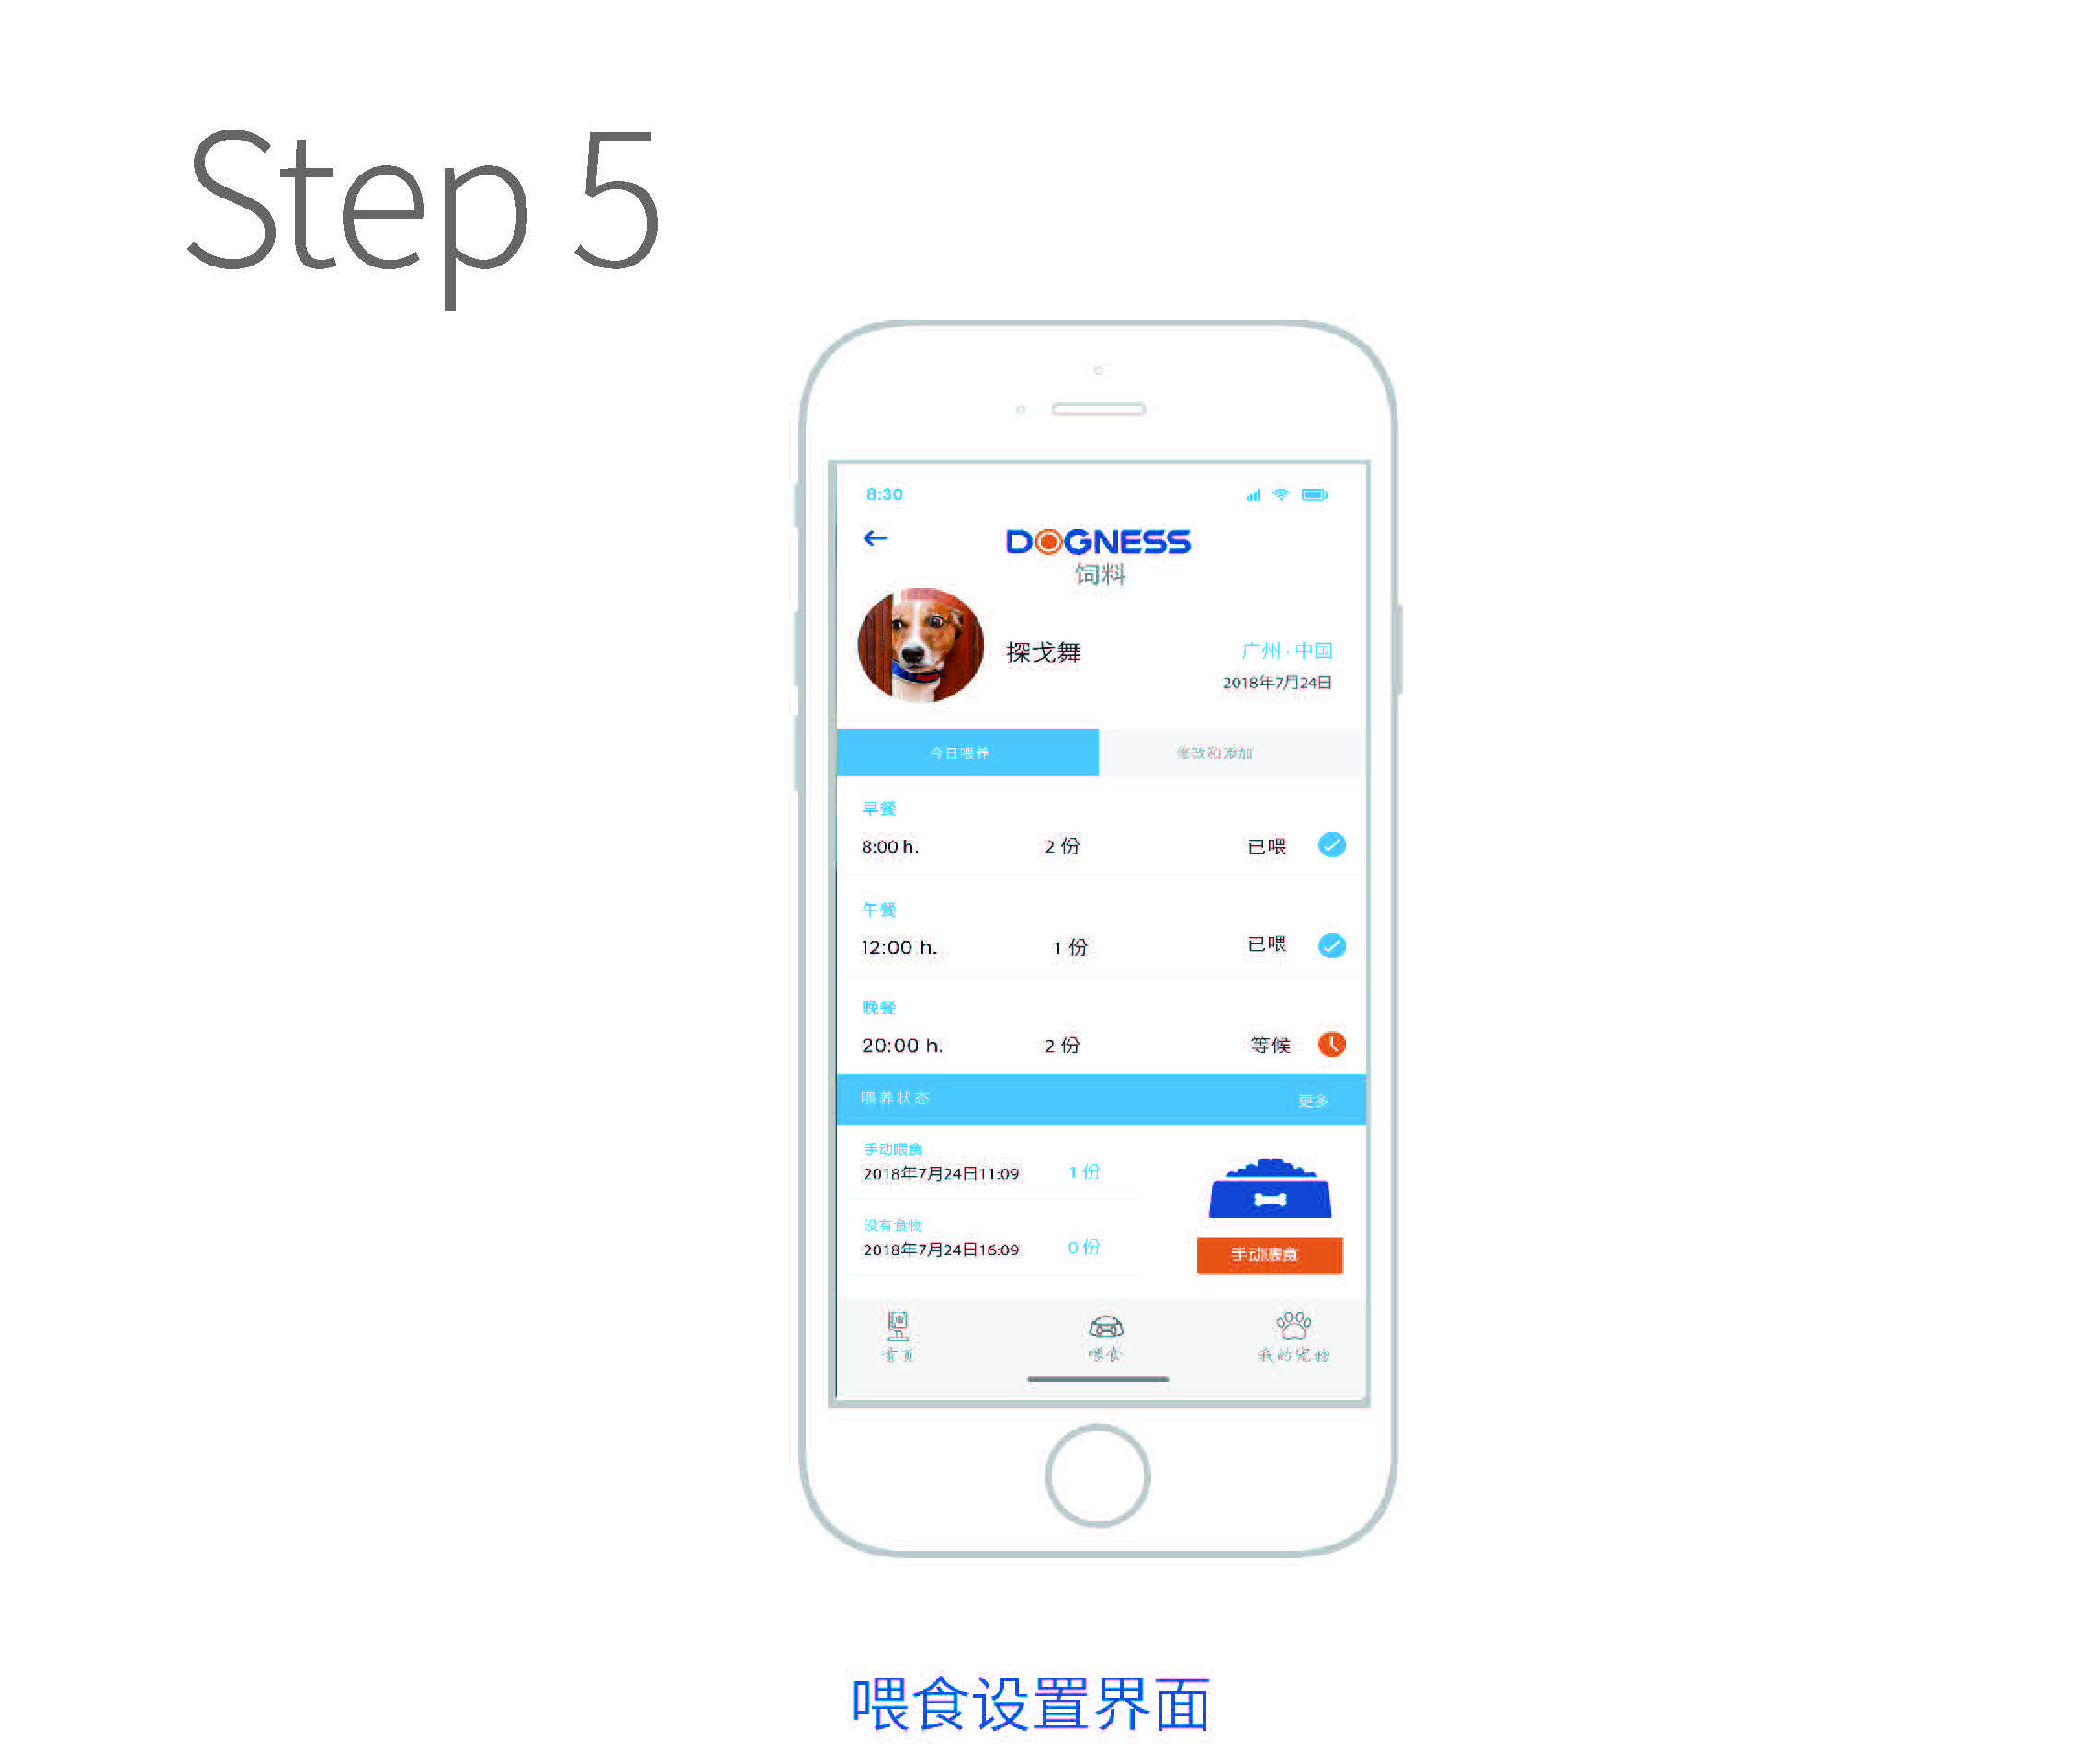 Step 5
8:30
DOGNESS
饲料
探戈舞
广州·中国
2018年7月24日
今日喂养 修改和添加
早餐
8:00 h. 2 份 已喂
午餐
12:00 h. 1 份 已喂
晚餐
20:00 h. 2 份 等候
喂养状态 更多
手动喂食
2018年7月24日11:09 1 份
没有食物
2018年7月24日16:09 0 份
手动喂食
首页 喂食 我的宠物
喂食设置界面